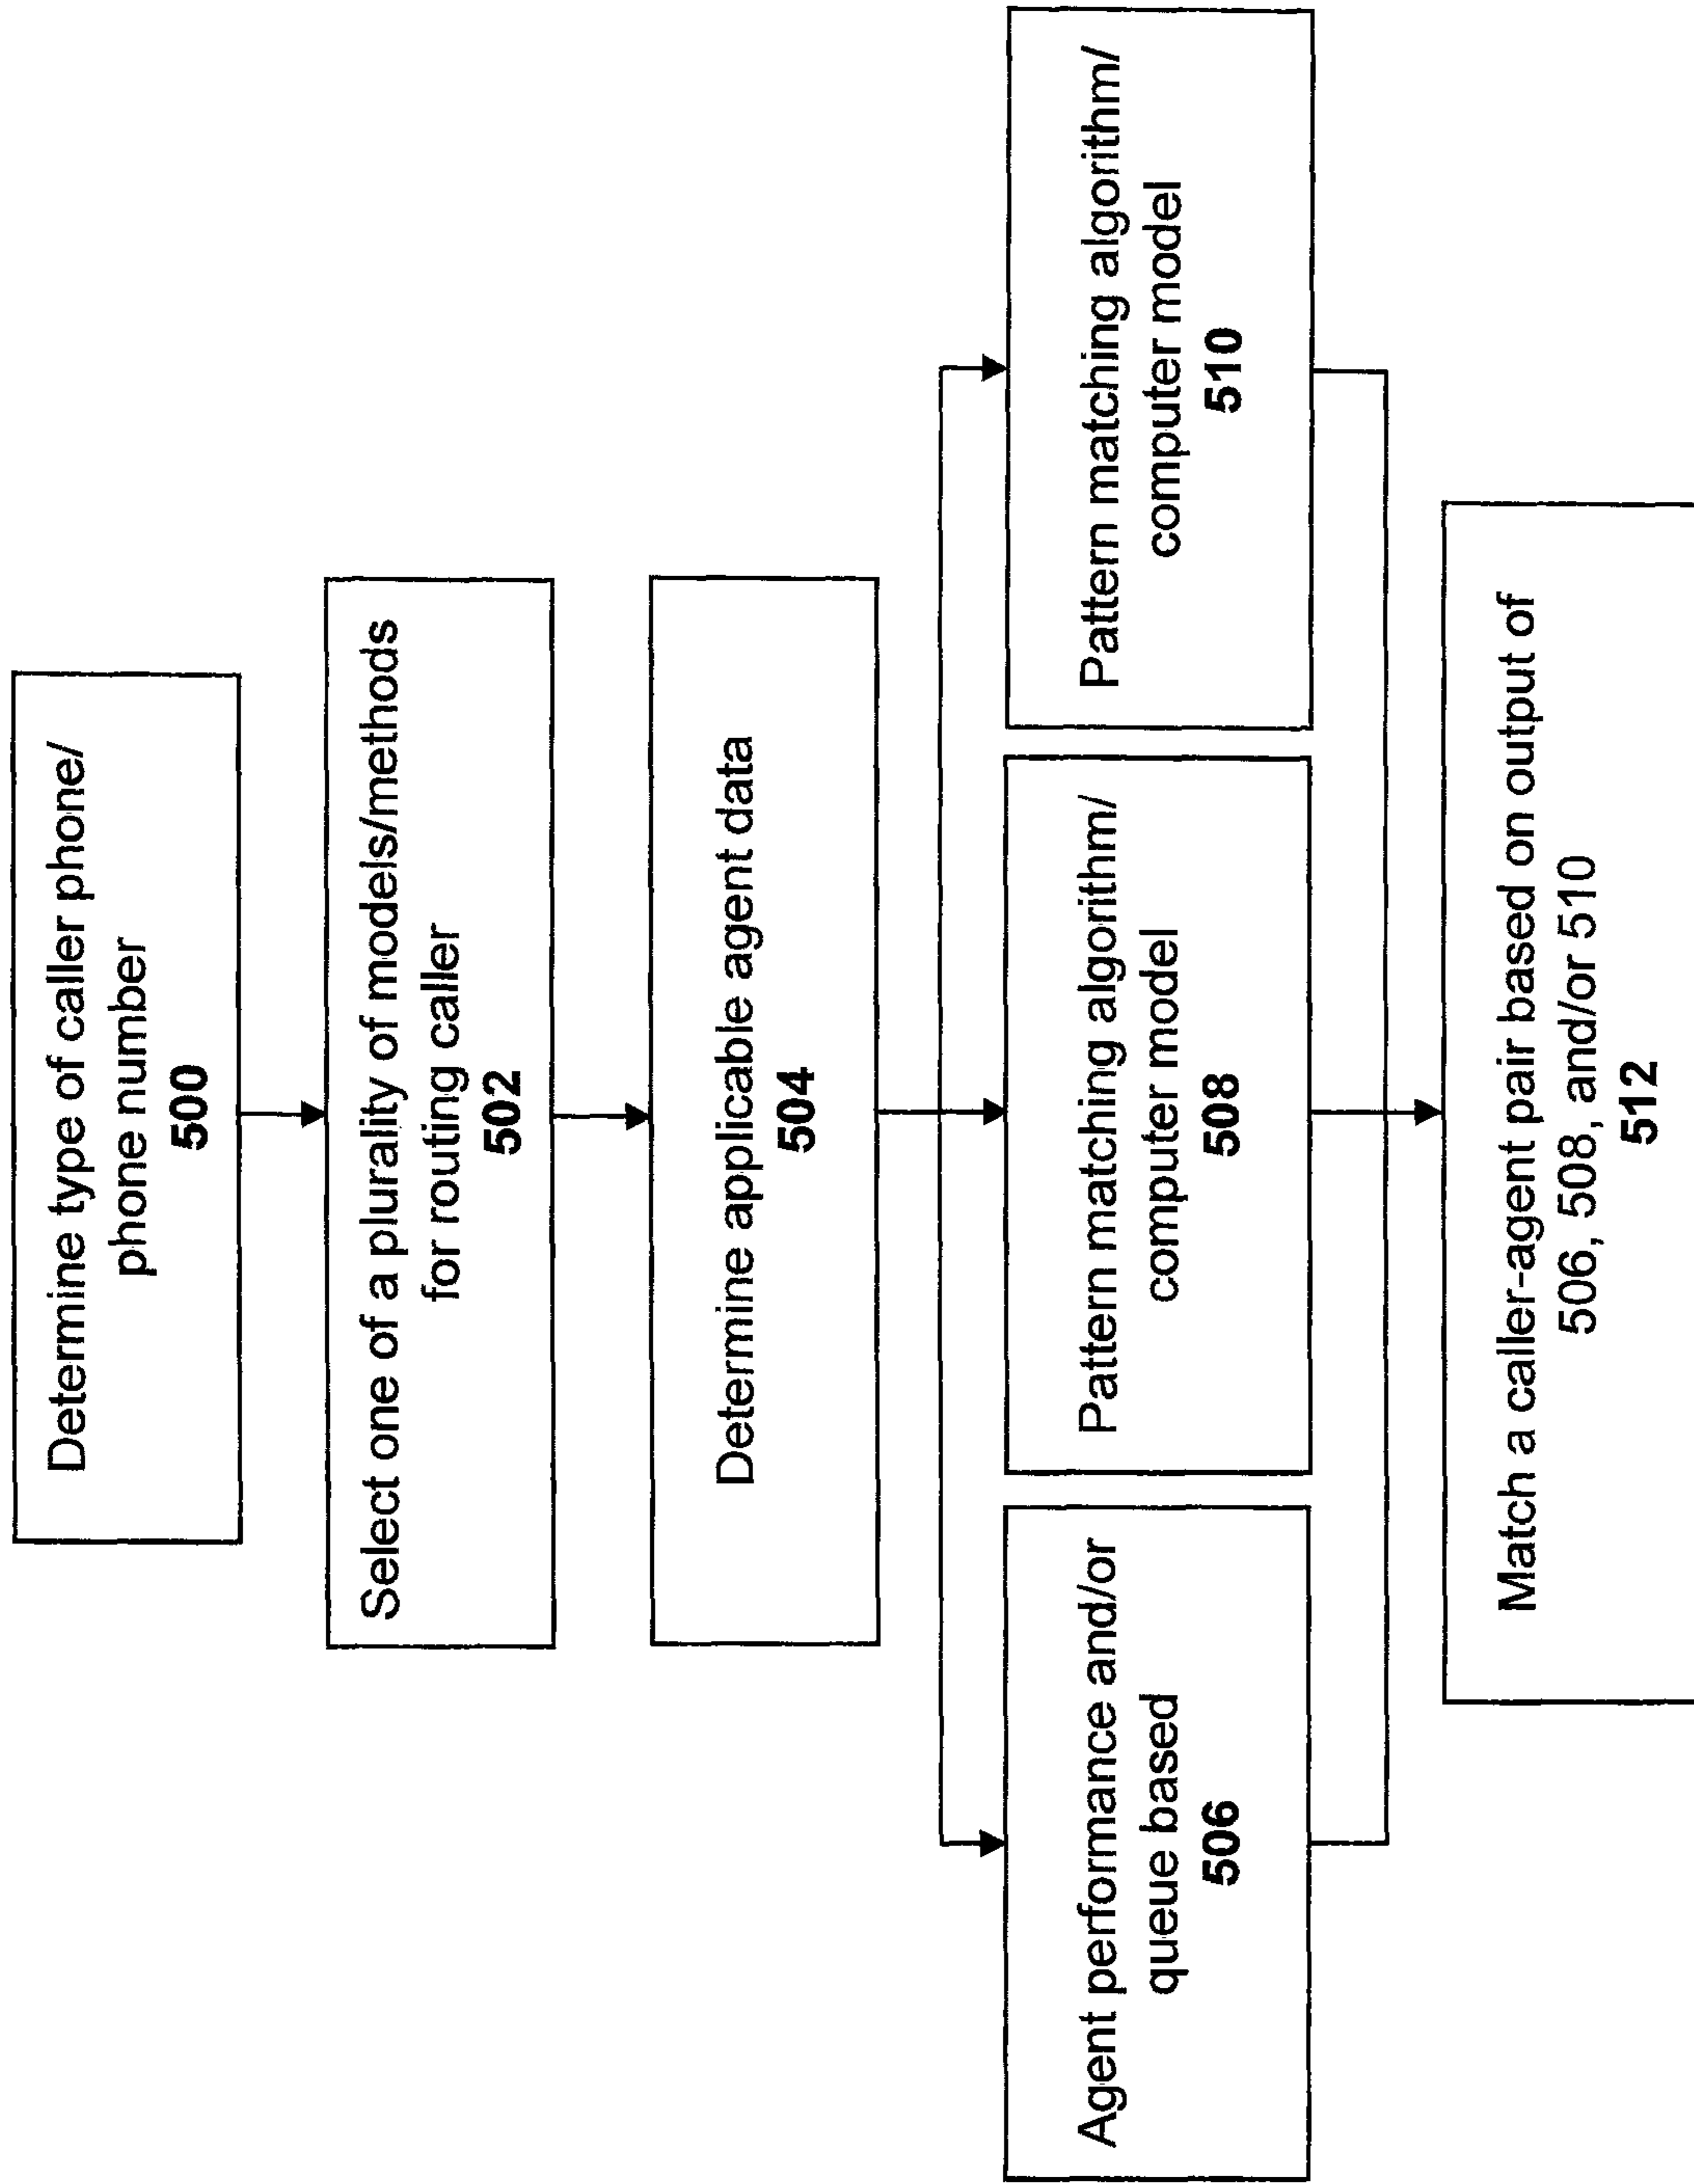 Determine type of caller phone/
phone number
500
Select one of a plurality of models/methods
for routing caller
502
Determine applicable agent data
504
Agent performance and/or
queue based
506
Pattern matching algorithm/
computer model
508
Pattern matching algorithm/
computer model
510
Match a caller-agent pair based on output of
506, 508, and/or 510
512